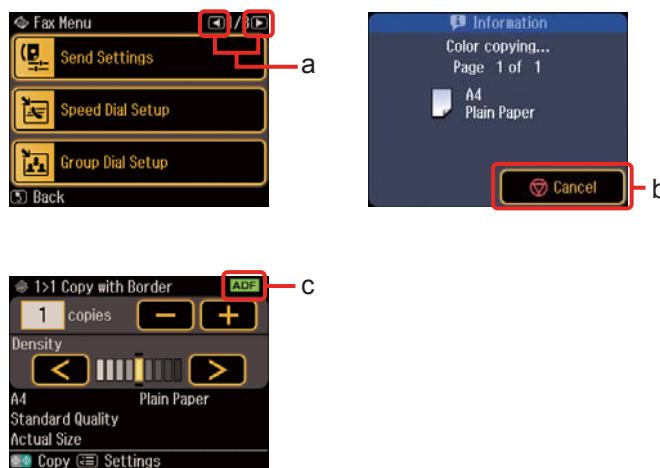 Fax Menu
1/3
Send Settings
Speed Dial Setup
Group Dial Setup
Back
a
Information
Color copying...
Page 1 of 1
A4
Plain Paper
Cancel
b
1>1 Copy with Border
ADF
1 copies
Density
A4 Plain Paper
Standard Quality
Actual Size
Copy Settings
c